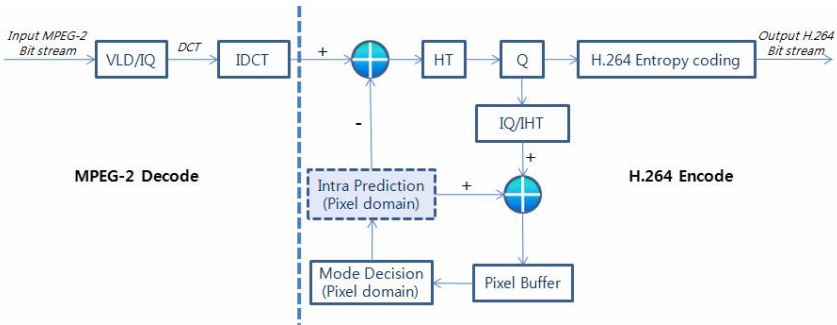 Input MPEG-2
Bit stream
VLD/IQ
DCT
IDCT
+
HT
Q
H.264 Entropy coding
Output H.264
Bit stream
-
IQ/IHT
+
MPEG-2 Decode
Intra Prediction
(Pixel domain)
+
H.264 Encode
Mode Decision
(Pixel domain)
Pixel Buffer